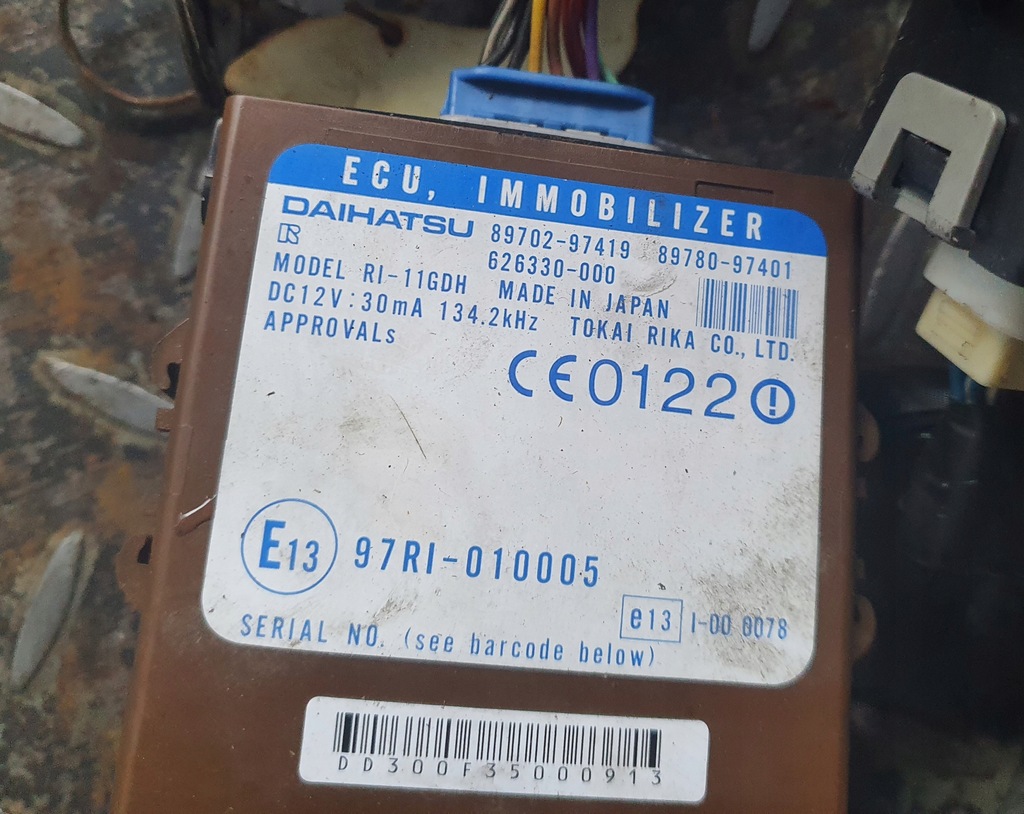 ECU, IMMOBILIZER
DAIHATSU 89702-97419 89780-97401
R 626330-000
MODEL RI-11GDH MADE IN JAPAN
DC12V:30mA 134.2kHz TOKAI RIKA CO., LTD.
APPROVALs
CE0122
E13 97RI-010005
e13 I-00 0078
SERIAL NO. (see barcode below)
DD300F35000913